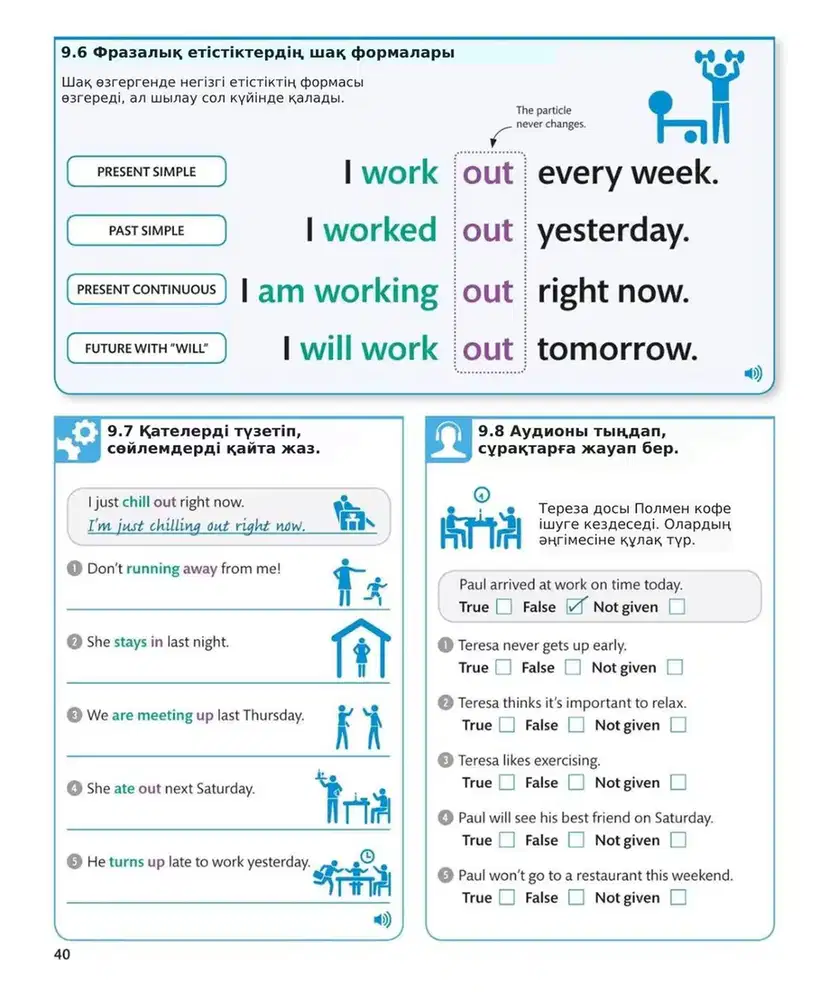 9.6 Фразалық етістіктердің шақ формалары
Шақ өзгергенде негізгі етістіктің формасы
өзгереді, ал шылау сол күйінде қалады.
The particle
never changes.
PRESENT SIMPLE
I work out every week.
PAST SIMPLE
I worked out yesterday.
PRESENT CONTINUOUS
I am working out right now.
FUTURE WITH "WILL"
I will work out tomorrow.
9.7 Қателерді түзетіп,
сөйлемдерді қайта жаз.
I just chill out right now.
I'm just chilling out right now.
1 Don't running away from me!
2 She stays in last night.
3 We are meeting up last Thursday.
4 She ate out next Saturday.
5 He turns up late to work yesterday.
9.8 Аудионы тыңдап,
сұрақтарға жауап бер.
Тереза досы Полмен кофе
ішуге кездеседі. Олардың
әңгімесіне құлақ түр.
Paul arrived at work on time today.
True False Not given
1 Teresa never gets up early.
True False Not given
2 Teresa thinks it's important to relax.
True False Not given
3 Teresa likes exercising.
True False Not given
4 Paul will see his best friend on Saturday.
True False Not given
5 Paul won't go to a restaurant this weekend.
True False Not given
40